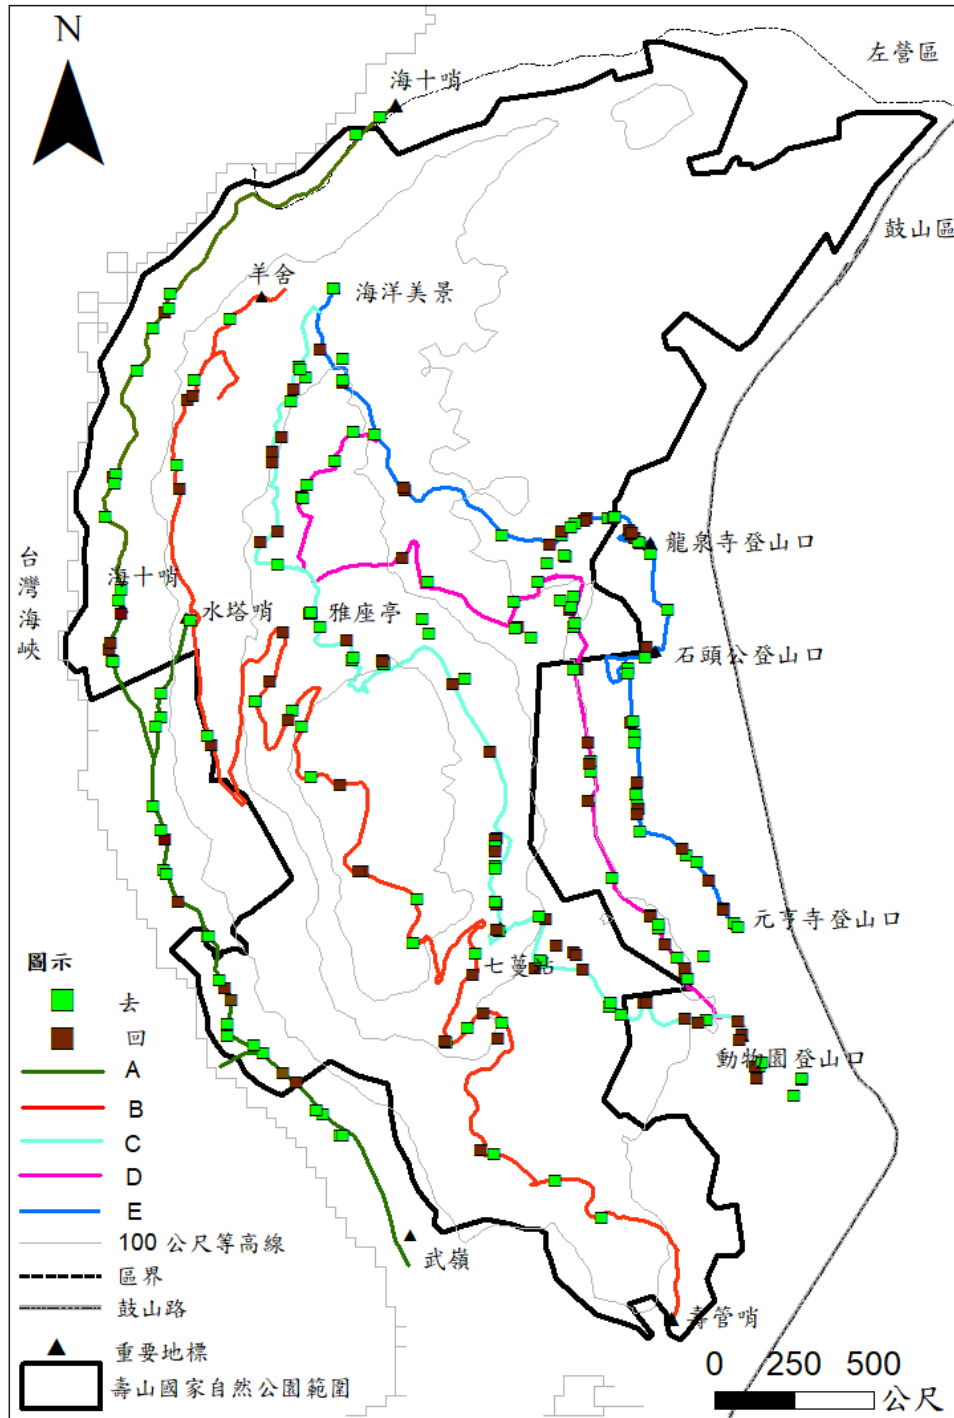 N
海十哨
左營區
鼓山區
羊舍
海洋美景
龍泉寺登山口
台灣海峽
海十哨
水塔哨
雅座亭
石頭公登山口
元亨寺登山口
七蔓站
動物園登山口
圖示
去
回
A
B
C
D
E
100 公尺等高線
區界
鼓山路
重要地標
壽山國家自然公園範圍
武嶺
壽管哨
0 250 500
公尺